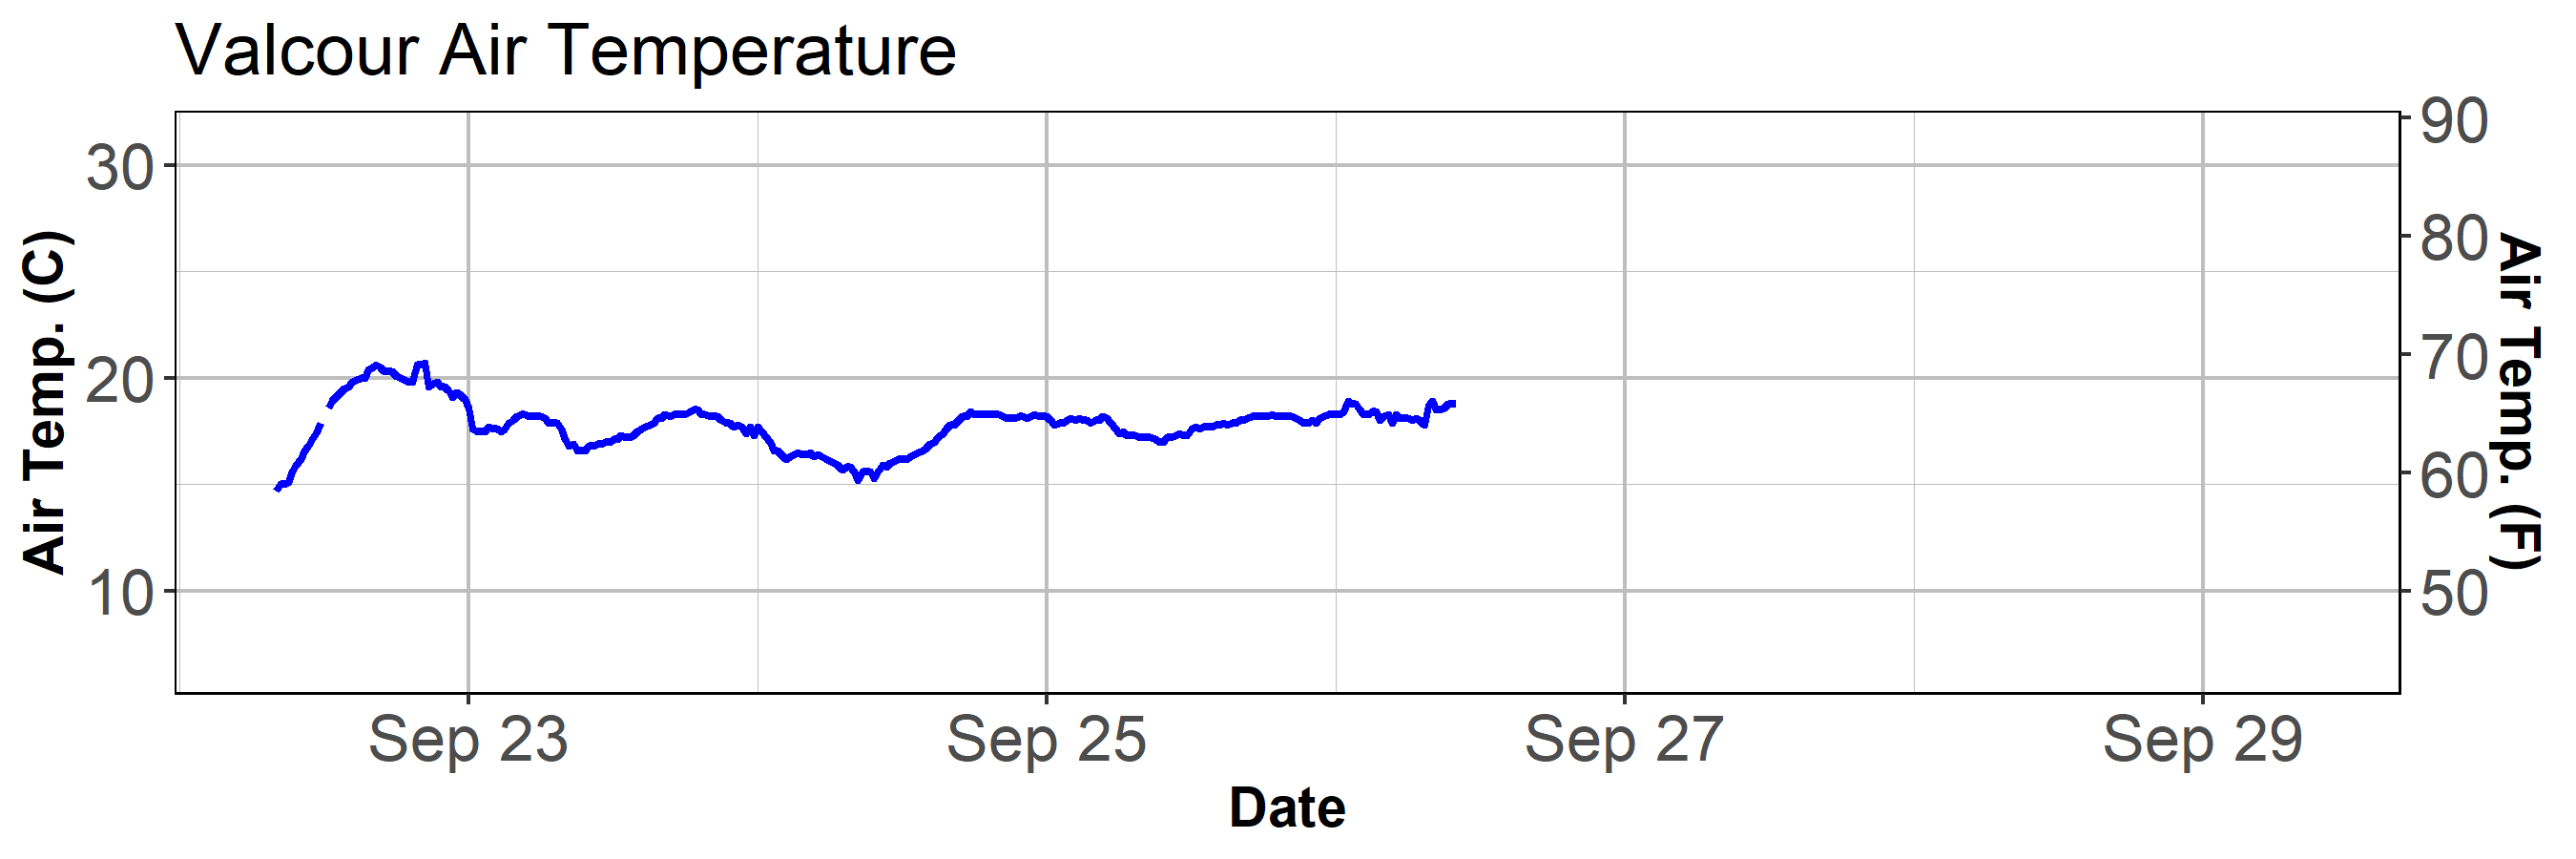 Valcour Air Temperature
Air Temp. (C)
30
20
10
90
80
70
60
50
Air Temp. (F)
Sep 23
Sep 25
Sep 27
Sep 29
Date